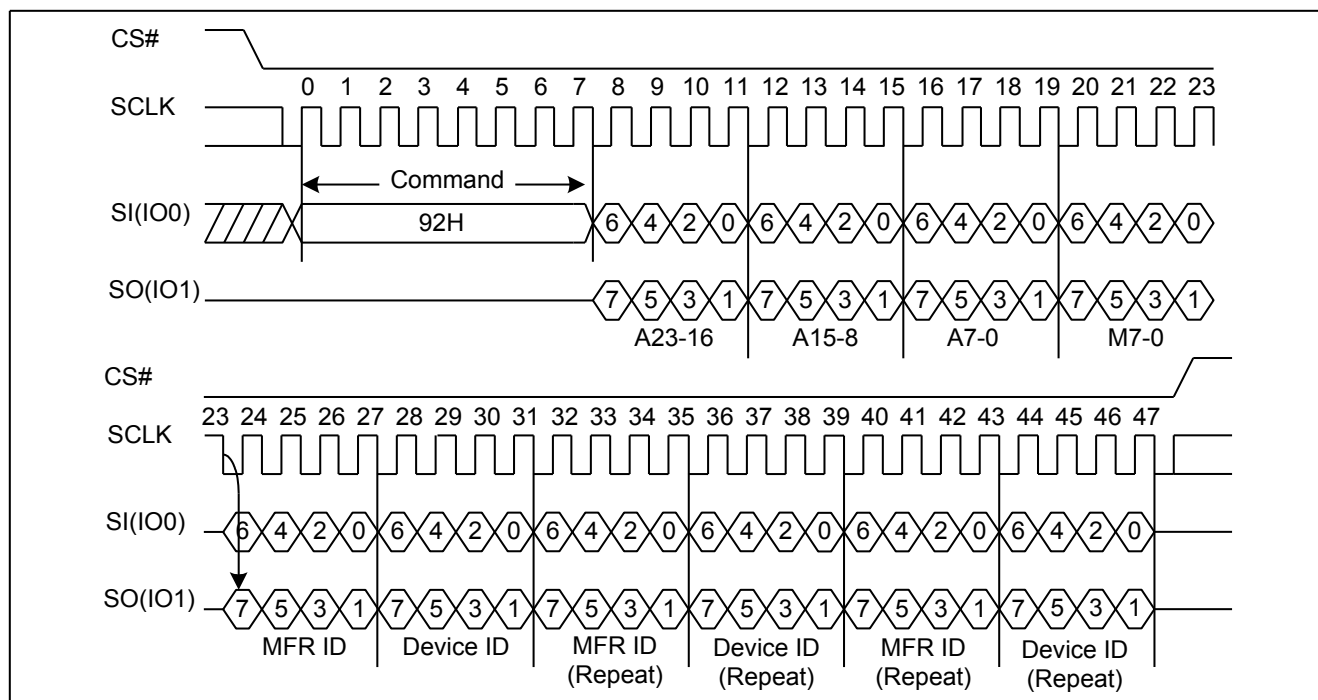 CS#
0 1 2 3 4 5 6 7 8 9 10 11 12 13 14 15 16 17 18 19 20 21 22 23
SCLK
Command
SI(IO0) 92H 6 4 2 0 6 4 2 0 6 4 2 0 6 4 2 0
SO(IO1) 7 5 3 1 7 5 3 1 7 5 3 1 7 5 3 1
A23-16 A15-8 A7-0 M7-0
CS#
23 24 25 26 27 28 29 30 31 32 33 34 35 36 37 38 39 40 41 42 43 44 45 46 47
SCLK
SI(IO0) 6 4 2 0 6 4 2 0 6 4 2 0 6 4 2 0 6 4 2 0 6 4 2 0
SO(IO1) 7 5 3 1 7 5 3 1 7 5 3 1 7 5 3 1 7 5 3 1 7 5 3 1
MFR ID Device ID MFR ID Device ID MFR ID Device ID
(Repeat) (Repeat) (Repeat) (Repeat)